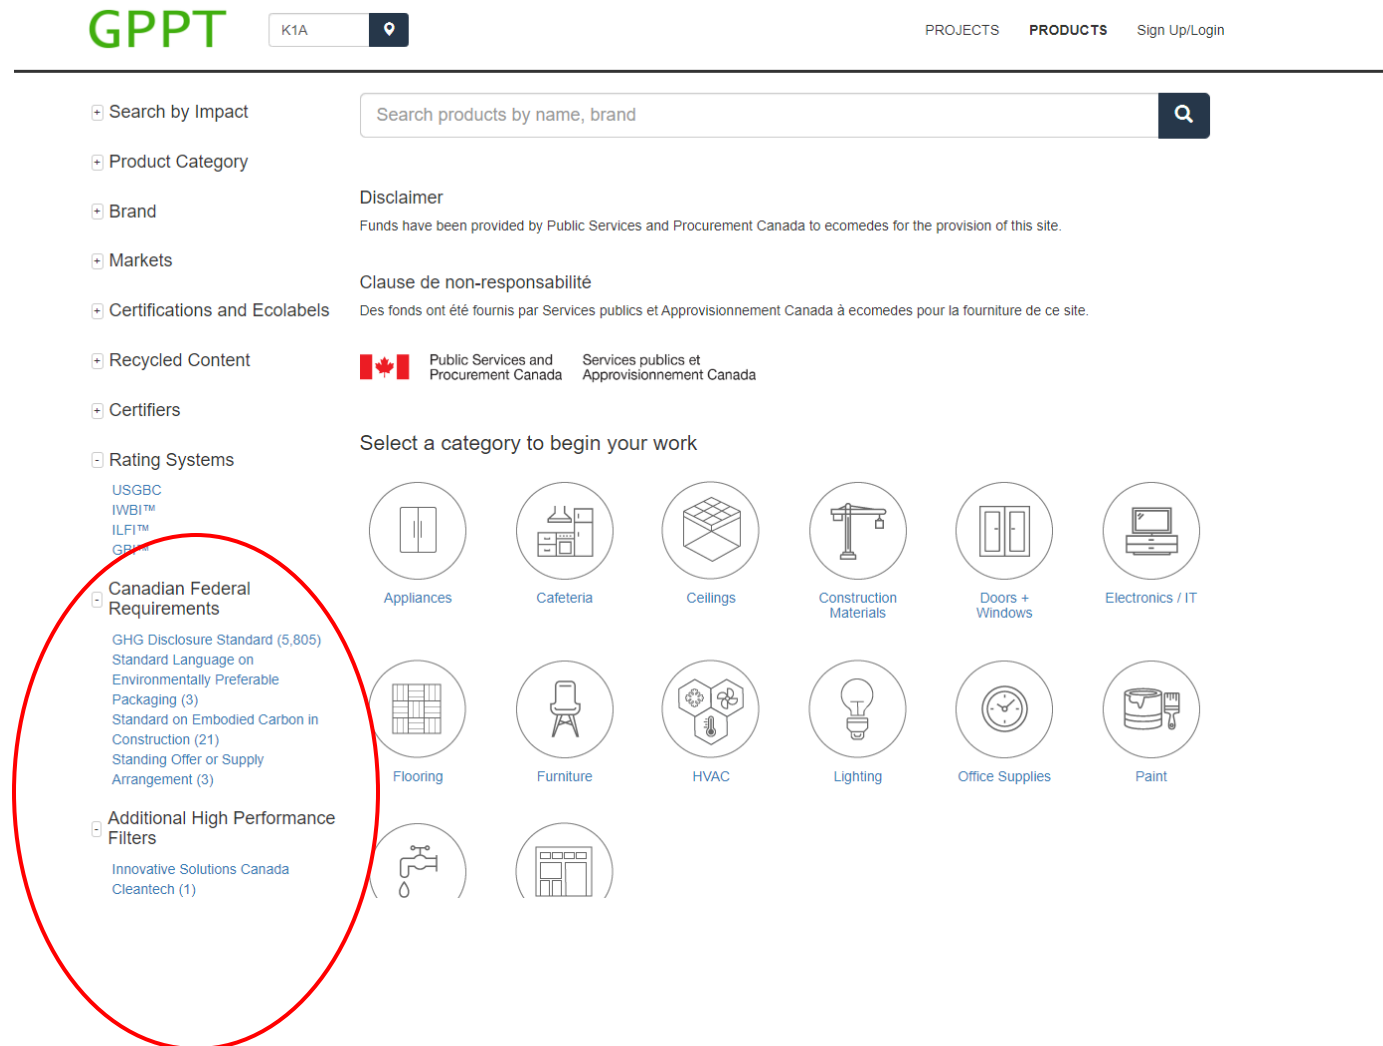 GPPT
K1A
PROJECTS
PRODUCTS
Sign Up/Login
+ Search by Impact
+ Product Category
+ Brand
+ Markets
+ Certifications and Ecolabels
+ Recycled Content
+ Certifiers
- Rating Systems
USGBC
IWBI™
ILFI™
GBI™
- Canadian Federal
Requirements
GHG Disclosure Standard (5,805)
Standard Language on
Environmentally Preferable
Packaging (3)
Standard on Embodied Carbon in
Construction (21)
Standing Offer or Supply
Arrangement (3)
- Additional High Performance
Filters
Innovative Solutions Canada
Cleantech (1)
Search products by name, brand
Disclaimer
Funds have been provided by Public Services and Procurement Canada to ecomedes for the provision of this site.
Clause de non-responsabilité
Des fonds ont été fournis par Services publics et Approvisionnement Canada à ecomedes pour la fourniture de ce site.
Public Services and
Procurement Canada
Services publics et
Approvisionnement Canada
Select a category to begin your work
Appliances
Cafeteria
Ceilings
Construction
Materials
Doors +
Windows
Electronics / IT
Flooring
Furniture
HVAC
Lighting
Office Supplies
Paint